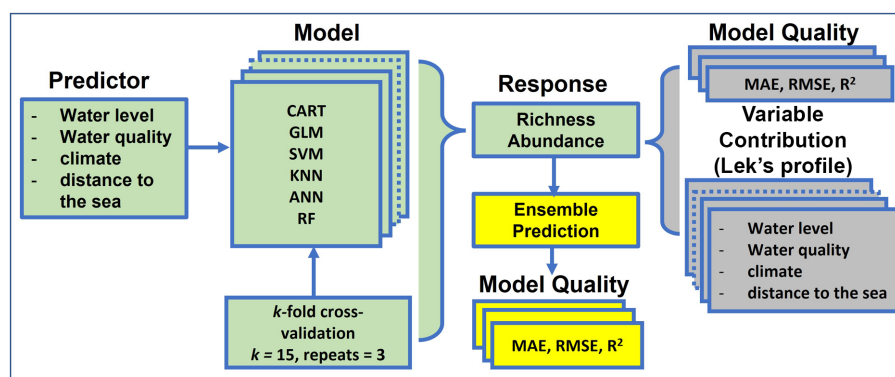 Predictor
- Water level
- Water quality
- climate
- distance to
the sea
Model
CART
GLM
SVM
KNN
ANN
RF
k-fold cross-
validation
k = 15, repeats = 3
Response
Richness
Abundance
Ensemble
Prediction
Model Quality
MAE, RMSE, R²
Model Quality
MAE, RMSE, R²
Variable
Contribution
(Lek's profile)
- Water level
- Water quality
- climate
- distance to the sea